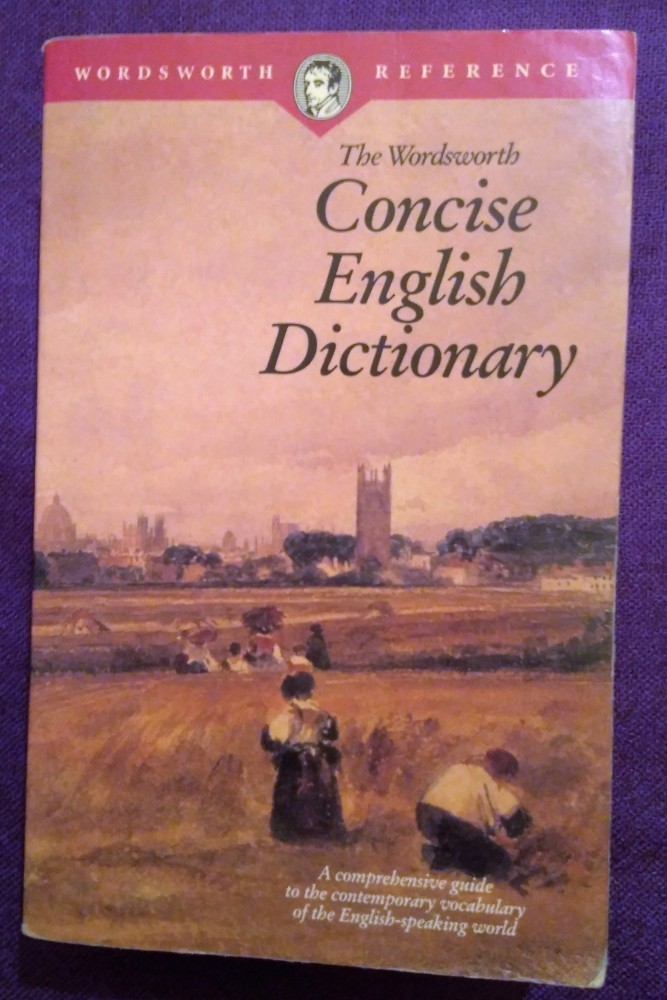 WORDSWORTH REFERENCE
The Wordsworth
Concise
English
Dictionary
A comprehensive guide
to the contemporary vocabulary
of the English-speaking world